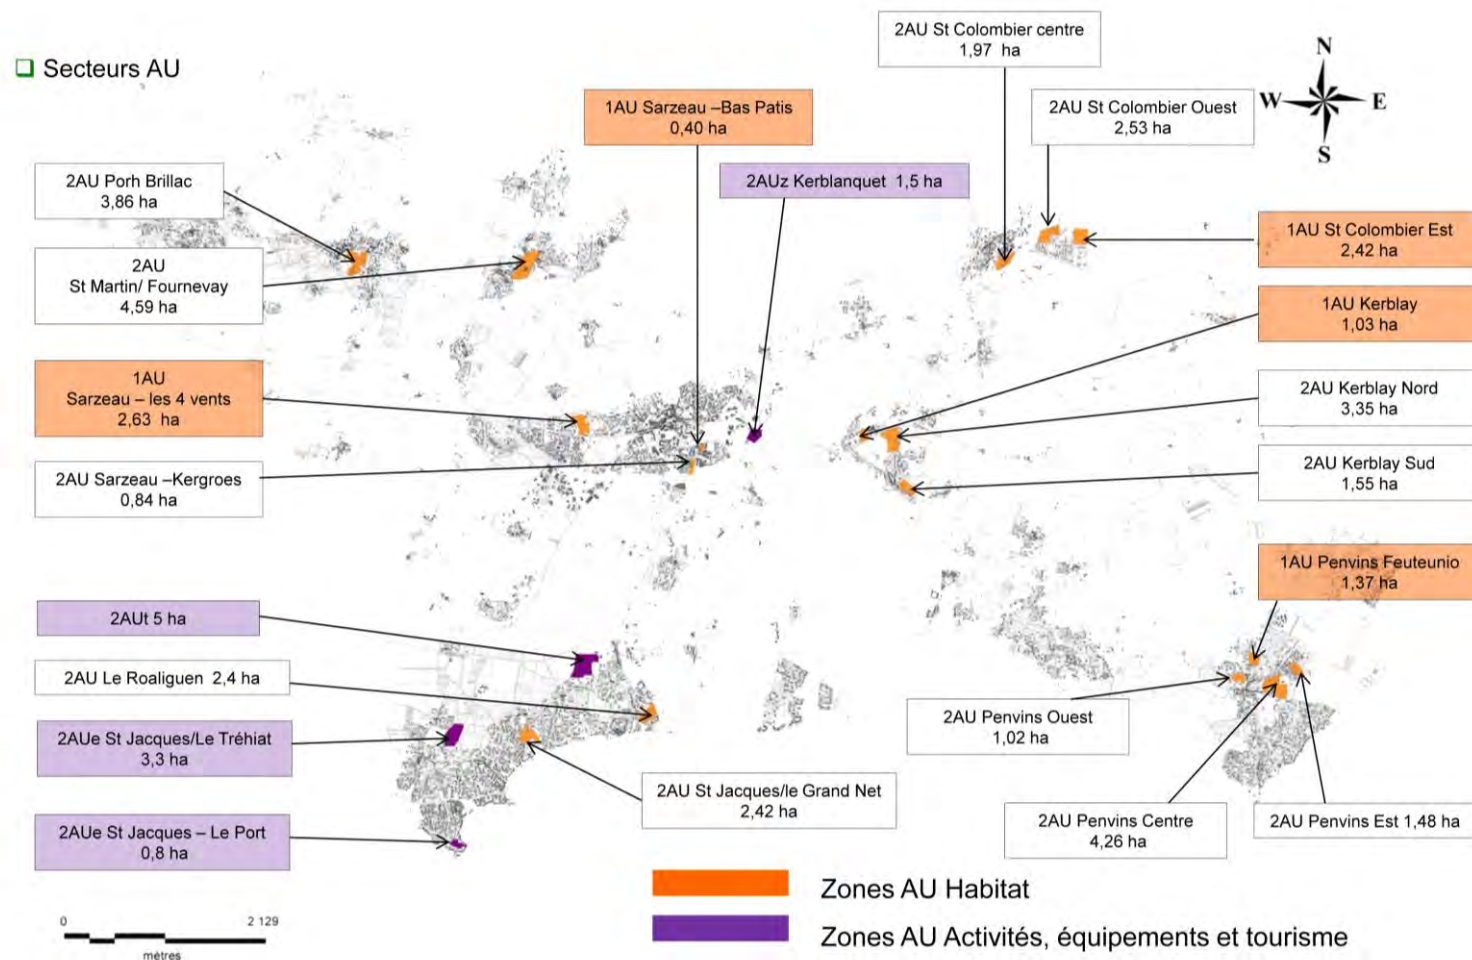 Secteurs AU
2AU St Colombier centre
1,97 ha
N
W
E
S
1AU Sarzeau –Bas Patis
0,40 ha
2AU St Colombier Ouest
2,53 ha
2AU Porh Brillac
3,86 ha
2AUz Kerblanquet 1,5 ha
1AU St Colombier Est
2,42 ha
2AU
St Martin/ Fournevay
4,59 ha
1AU Kerblay
1,03 ha
1AU
Sarzeau – les 4 vents
2,63 ha
2AU Kerblay Nord
3,35 ha
2AU Sarzeau –Kergroes
0,84 ha
2AU Kerblay Sud
1,55 ha
1AU Penvins Feuteunio
1,37 ha
2AUt 5 ha
2AU Le Roaliguen 2,4 ha
2AU Penvins Ouest
1,02 ha
2AUe St Jacques/Le Tréhiat
3,3 ha
2AU St Jacques/le Grand Net
2,42 ha
2AU Penvins Centre
4,26 ha
2AU Penvins Est 1,48 ha
2AUe St Jacques – Le Port
0,8 ha
Zones AU Habitat
Zones AU Activités, équipements et tourisme
0
2 129
mètres